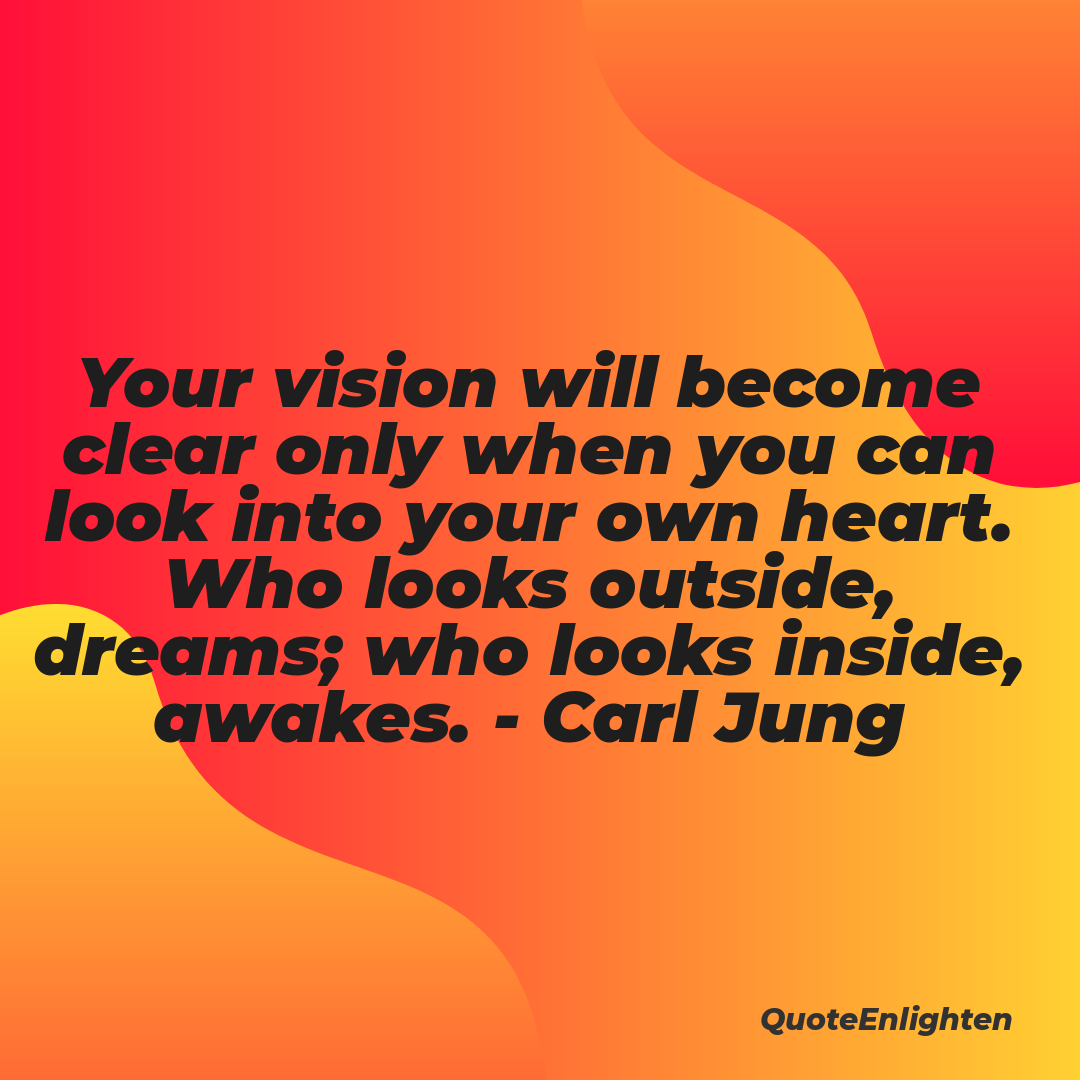 Your vision will become
clear only when you can
look into your own heart.
Who looks outside,
dreams; who looks inside,
awakes. - Carl Jung
QuoteEnlighten